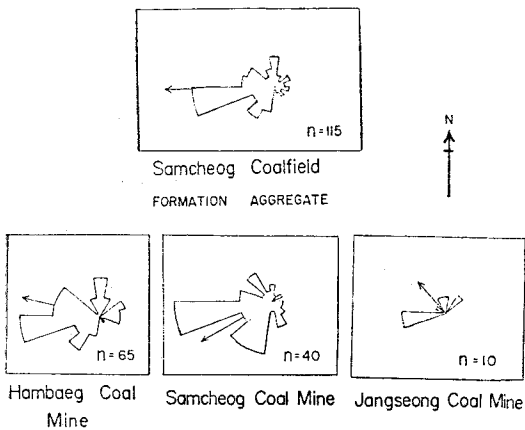 n=115
Samcheog Coalfield
FORMATION AGGREGATE
N
n=65
n=40
n=10
Hambaeg Coal Mine
Samcheog Coal Mine
Jangseong Coal Mine